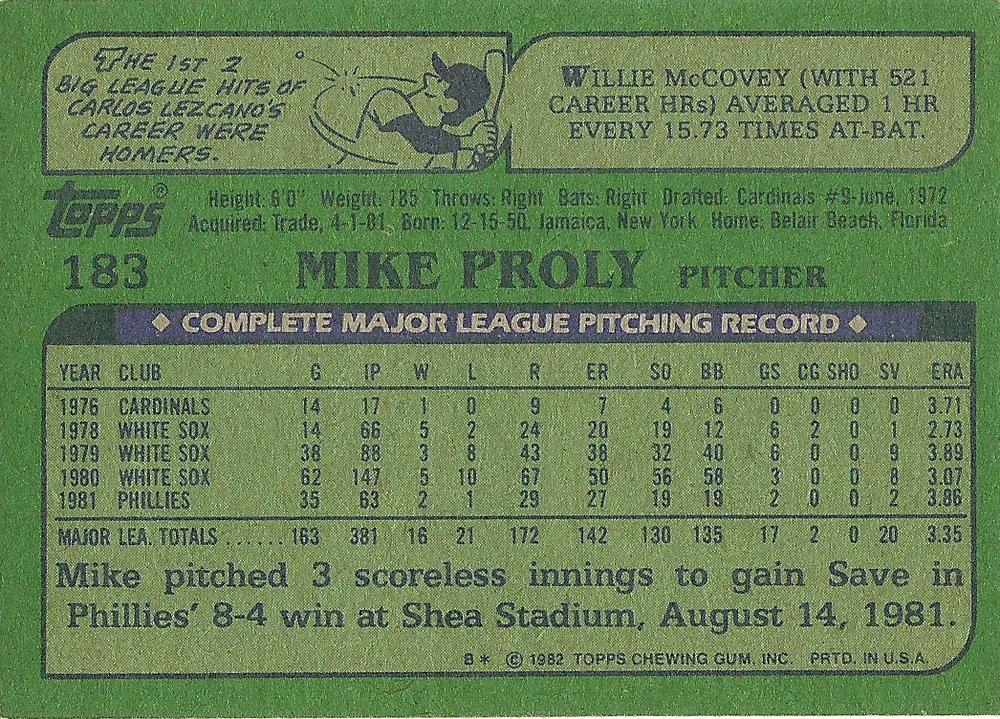 THE 1ST 2
BIG LEAGUE HITS OF
CARLOS LEZCANO'S
CAREER WERE
HOMERS.
WILLIE McCOVEY (WITH 521
CAREER HRs) AVERAGED 1 HR
EVERY 15.73 TIMES AT-BAT.
TOPPS®
Height: 6'0" Weight: 185 Throws: Right Bats: Right Drafted: Cardinals #9-June, 1972
Acquired: Trade, 4-1-81, Born: 12-15-50, Jamaica, New York Home: Belair Beach, Florida
183 MIKE PROLY PITCHER
COMPLETE MAJOR LEAGUE PITCHING RECORD
YEAR CLUB G IP W L R ER SO BB GS CG SHO SV ERA
1976 CARDINALS 14 17 1 0 9 7 4 6 0 0 0 0 3.71
1978 WHITE SOX 14 66 5 2 24 20 19 12 6 2 0 1 2.73
1979 WHITE SOX 38 88 3 8 43 38 32 40 6 0 0 9 3.89
1980 WHITE SOX 62 147 5 10 67 50 56 58 3 0 0 8 3.07
1981 PHILLIES 35 63 2 1 29 27 19 19 2 0 0 2 3.86
MAJOR LEA. TOTALS ...... 163 381 16 21 172 142 130 135 17 2 0 20 3.35
Mike pitched 3 scoreless innings to gain Save in
Phillies' 8-4 win at Shea Stadium, August 14, 1981.
B* © 1982 TOPPS CHEWING GUM, INC. PRTD. IN U.S.A.